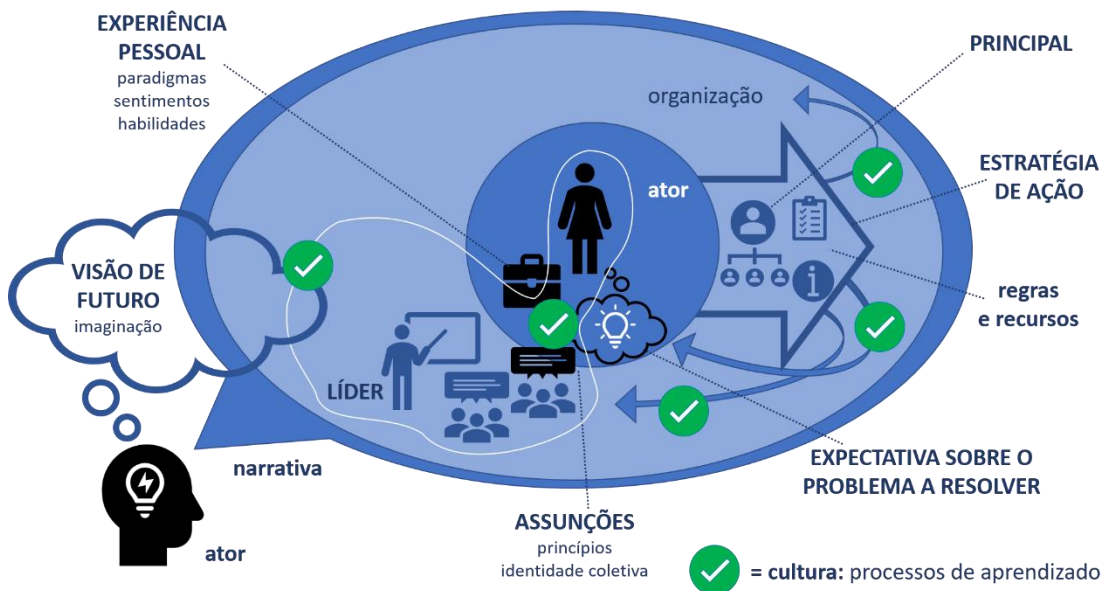 EXPERIÊNCIA
PESSOAL
paradigmas
sentimentos
habilidades
PRINCIPAL
organização
ESTRATÉGIA
DE AÇÃO
ator
VISÃO DE
FUTURO
imaginação
regras
e recursos
LÍDER
narrativa
EXPECTATIVA SOBRE O
PROBLEMA A RESOLVER
ASSUNÇÕES
princípios
identidade coletiva
ator
= cultura: processos de aprendizado